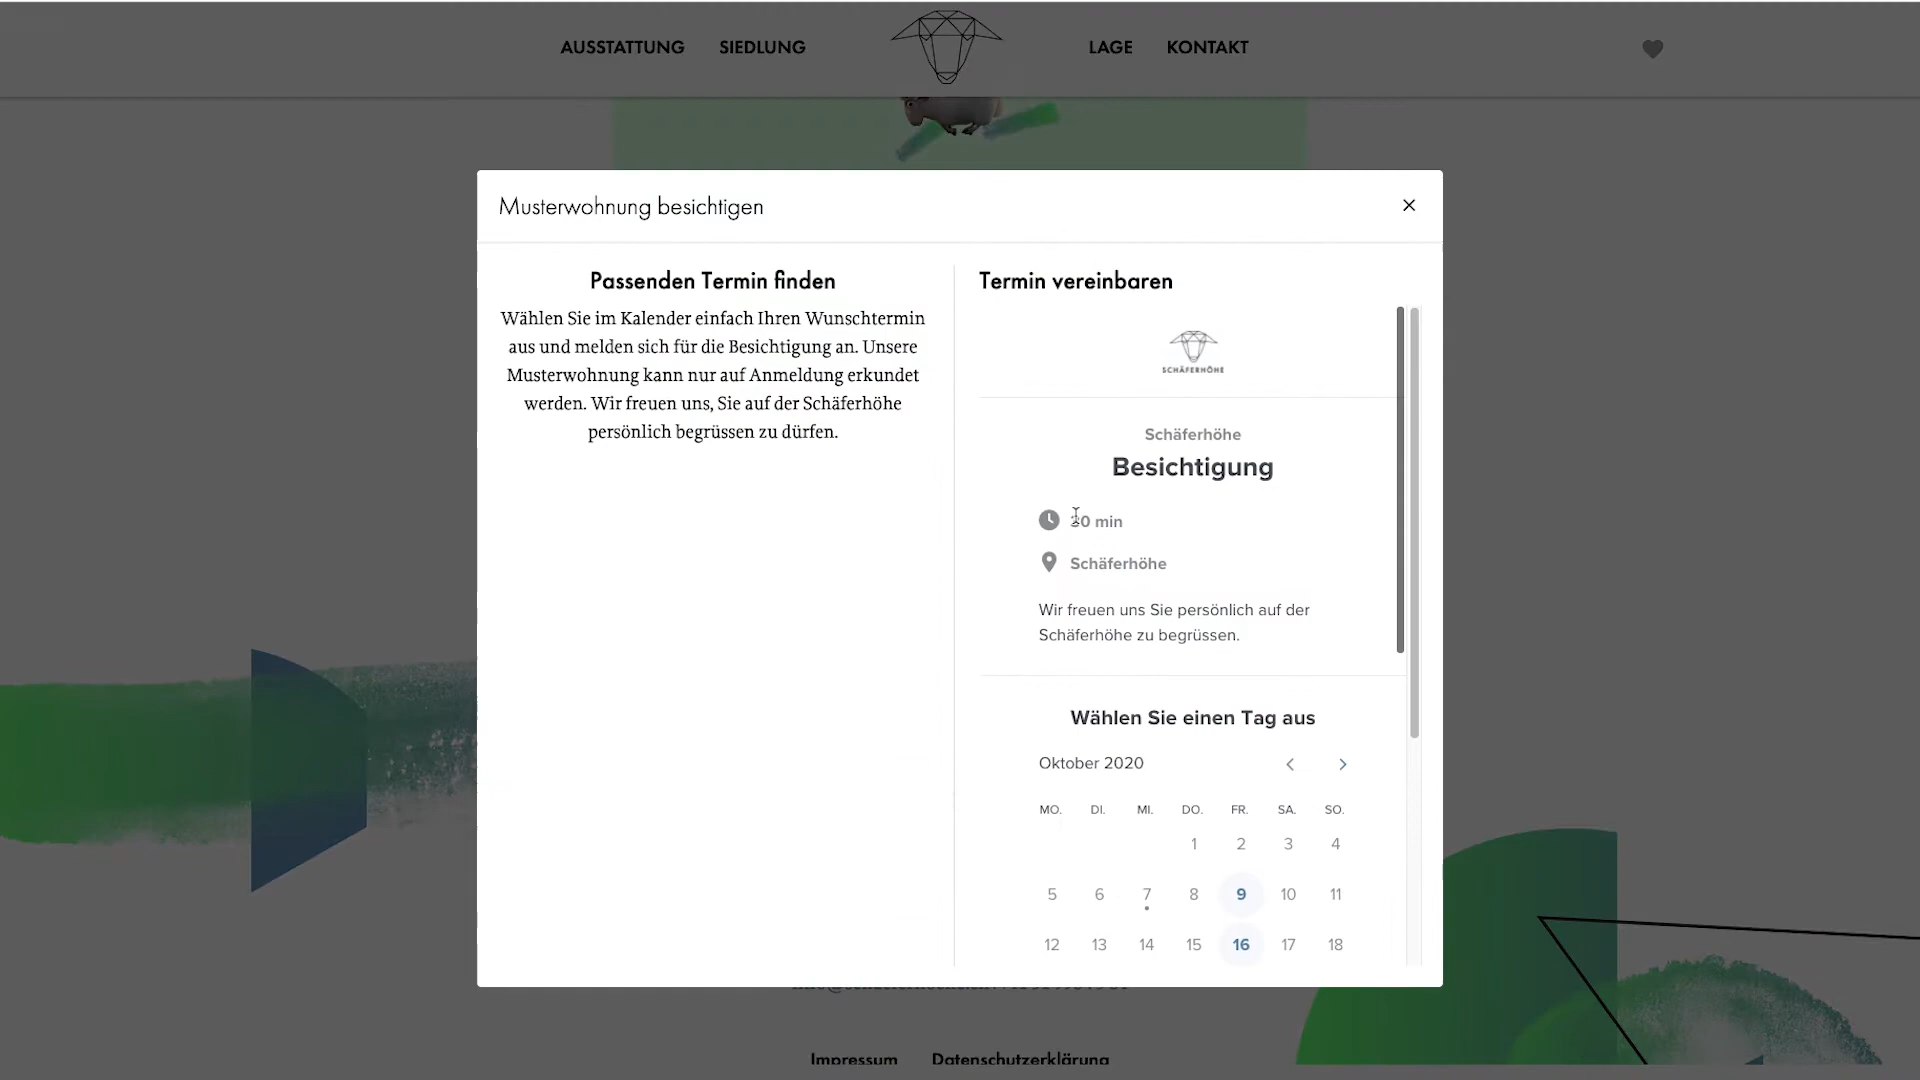 AUSSTATTUNG SIEDLUNG LAGE KONTAKT
Musterwohnung besichtigen
Passenden Termin finden
Wählen Sie im Kalender einfach Ihren Wunschtermin
aus und melden sich für die Besichtigung an. Unsere
Musterwohnung kann nur auf Anmeldung erkundet
werden. Wir freuen uns, Sie auf der Schäferhöhe
persönlich begrüssen zu dürfen.
Termin vereinbaren
SCHÄFERHÖHE
Schäferhöhe
Besichtigung
min
Schäferhöhe
Wir freuen uns Sie persönlich auf der
Schäferhöhe zu begrüssen.
Wählen Sie einen Tag aus
Oktober 2020
MO. DI. MI. DO. FR. SA. SO.
1 2 3 4
5 6 7 8 9 10 11
12 13 14 15 16 17 18
Impressum Datenschutzerklärung